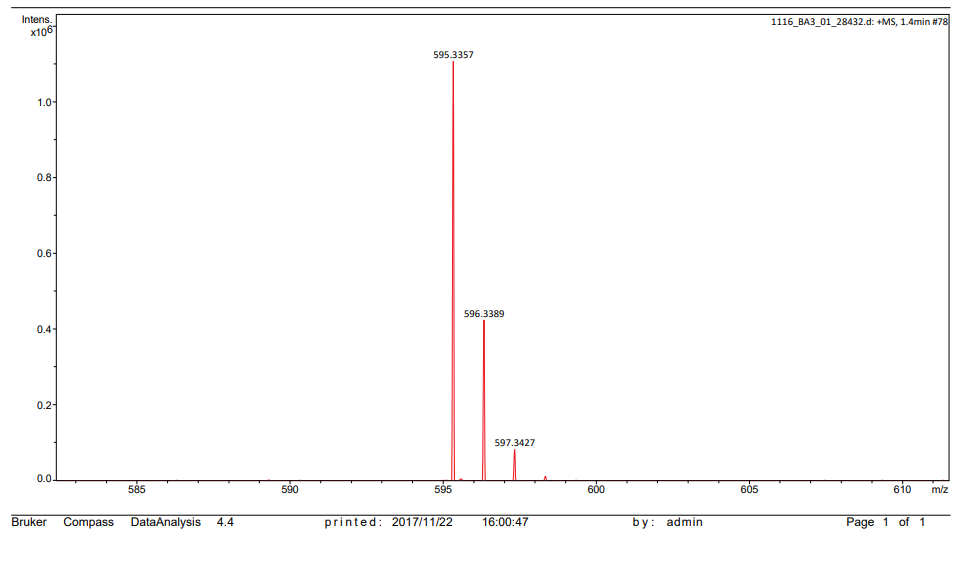 Intens.
x10^6
1116_BA3_01_28432.d: +MS, 1.4min #78
595.3357
1.0
0.8
0.6
596.3389
0.4
0.2
597.3427
0.0
585 590 595 600 605 610 m/z
Bruker Compass DataAnalysis 4.4 printed: 2017/11/22 16:00:47 by: admin Page 1 of 1